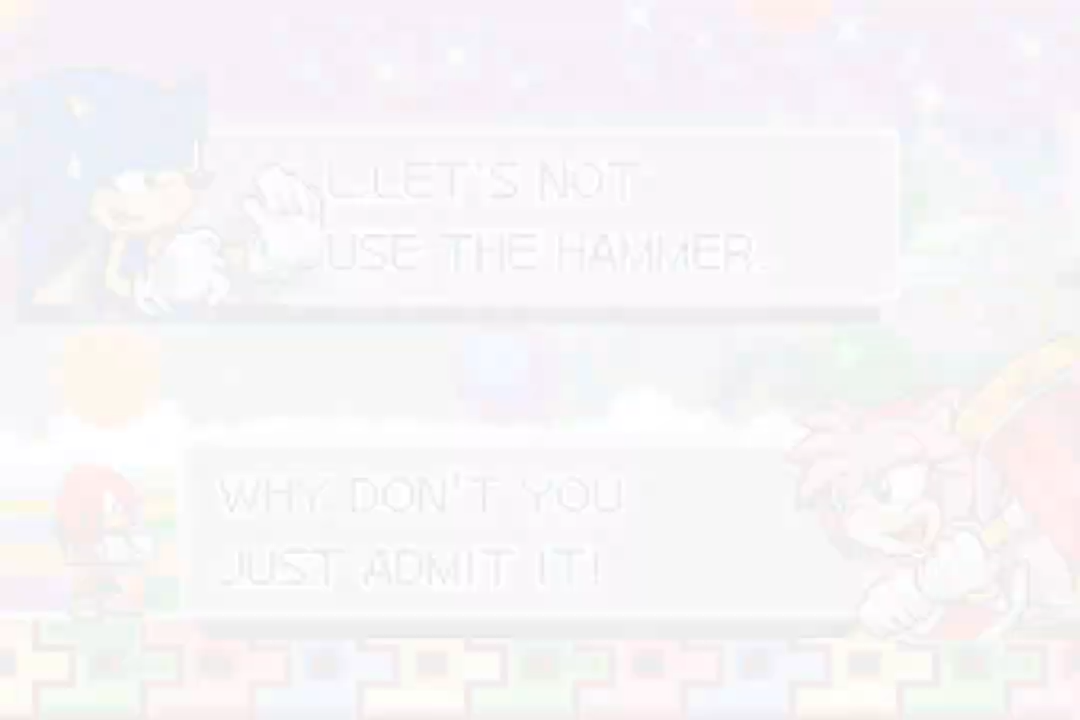 L...LET'S NOT
USE THE HAMMER.
WHY DON'T YOU
JUST ADMIT IT!